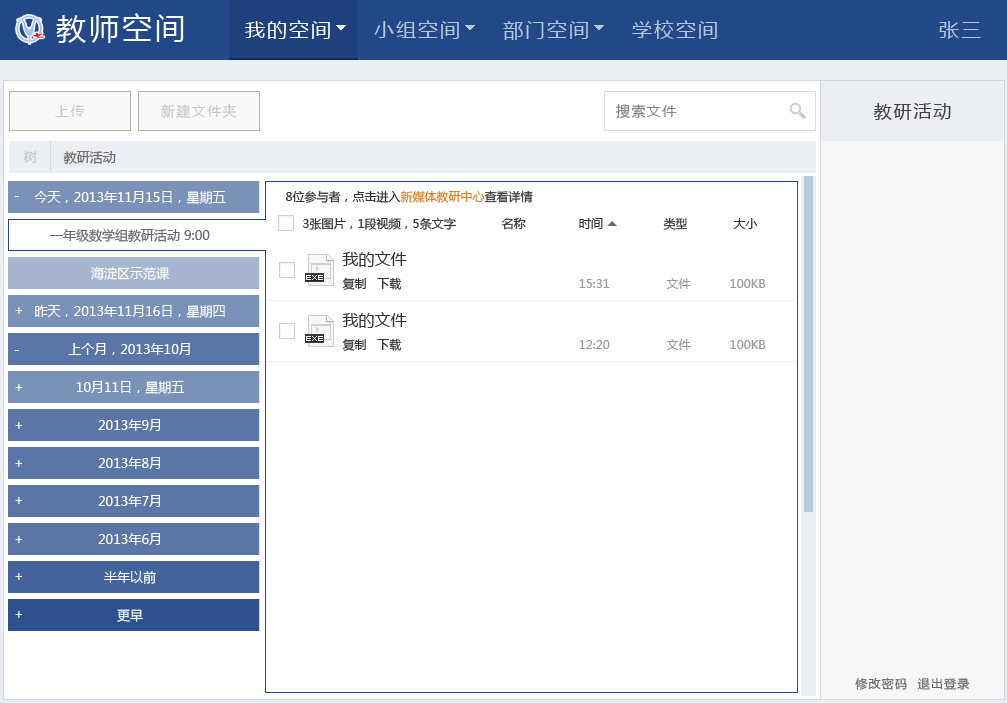 教师空间 我的空间 小组空间 部门空间 学校空间 张三
上传 新建文件夹 搜索文件 教研活动
树 教研活动
- 今天，2013年11月15日，星期五
一年级数学组教研活动 9:00
海淀区示范课
+ 昨天，2013年11月16日，星期四
- 上个月，2013年10月
+ 10月11日，星期五
+ 2013年9月
+ 2013年8月
+ 2013年7月
+ 2013年6月
+ 半年以前
+ 更早
8位参与者，点击进入新媒体教研中心查看详情
3张图片，1段视频，5条文字 名称 时间 类型 大小
我的文件
EXE
复制 下载 15:31 文件 100KB
我的文件
EXE
复制 下载 12:20 文件 100KB
修改密码 退出登录